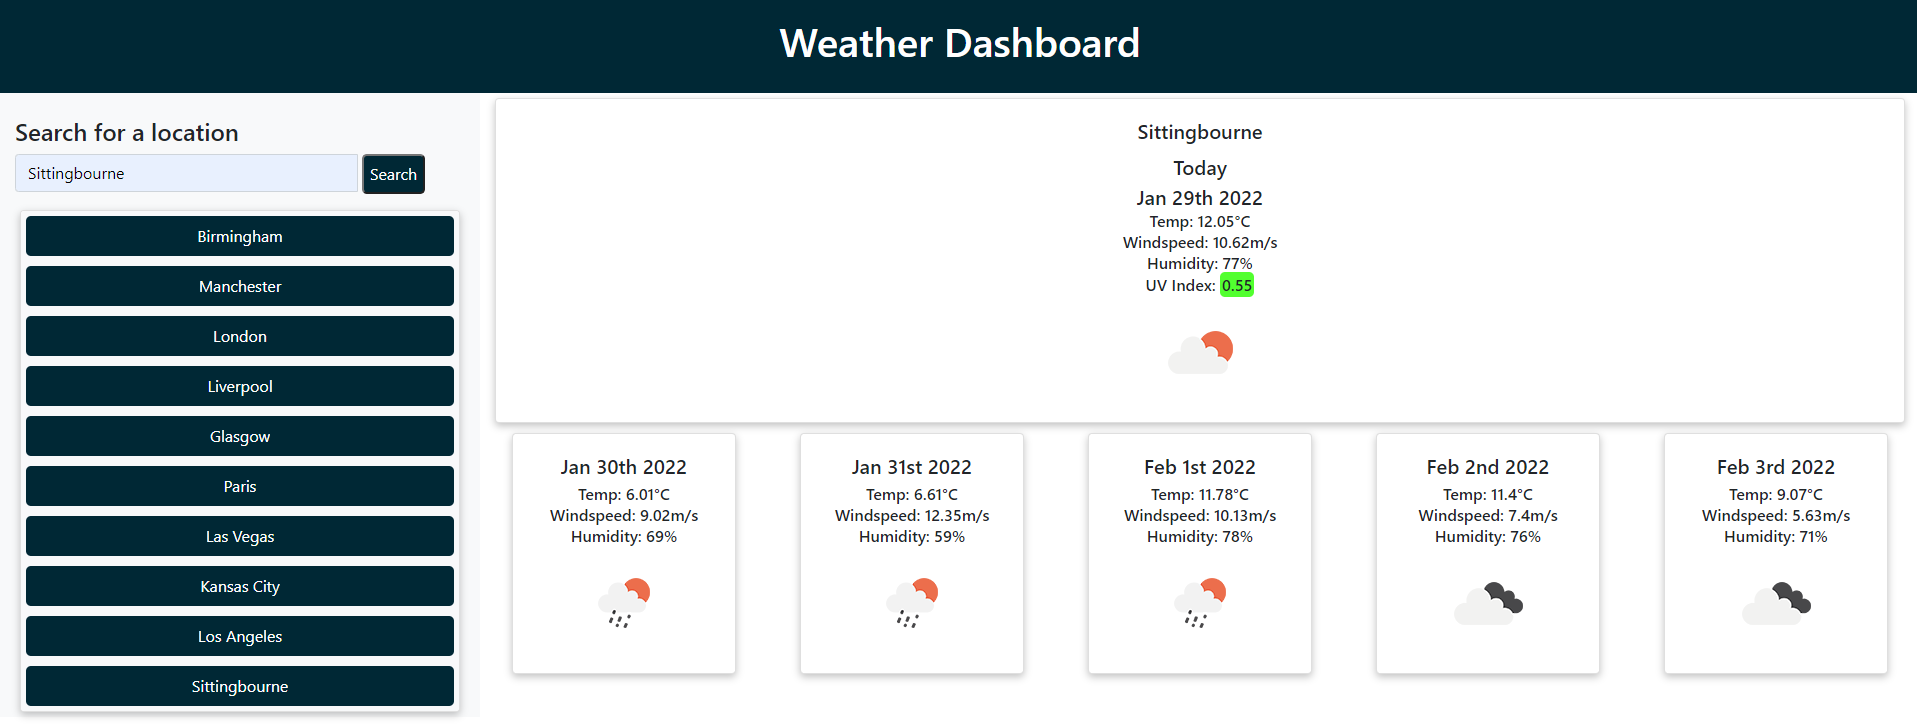 Weather Dashboard
Search for a location
Sittingbourne
Search
Birmingham
Manchester
London
Liverpool
Glasgow
Paris
Las Vegas
Kansas City
Los Angeles
Sittingbourne
Sittingbourne
Today
Jan 29th 2022
Temp: 12.05°C
Windspeed: 10.62m/s
Humidity: 77%
UV Index: 0.55
Jan 30th 2022
Temp: 6.01°C
Windspeed: 9.02m/s
Humidity: 69%
Jan 31st 2022
Temp: 6.61°C
Windspeed: 12.35m/s
Humidity: 59%
Feb 1st 2022
Temp: 11.78°C
Windspeed: 10.13m/s
Humidity: 78%
Feb 2nd 2022
Temp: 11.4°C
Windspeed: 7.4m/s
Humidity: 76%
Feb 3rd 2022
Temp: 9.07°C
Windspeed: 5.63m/s
Humidity: 71%